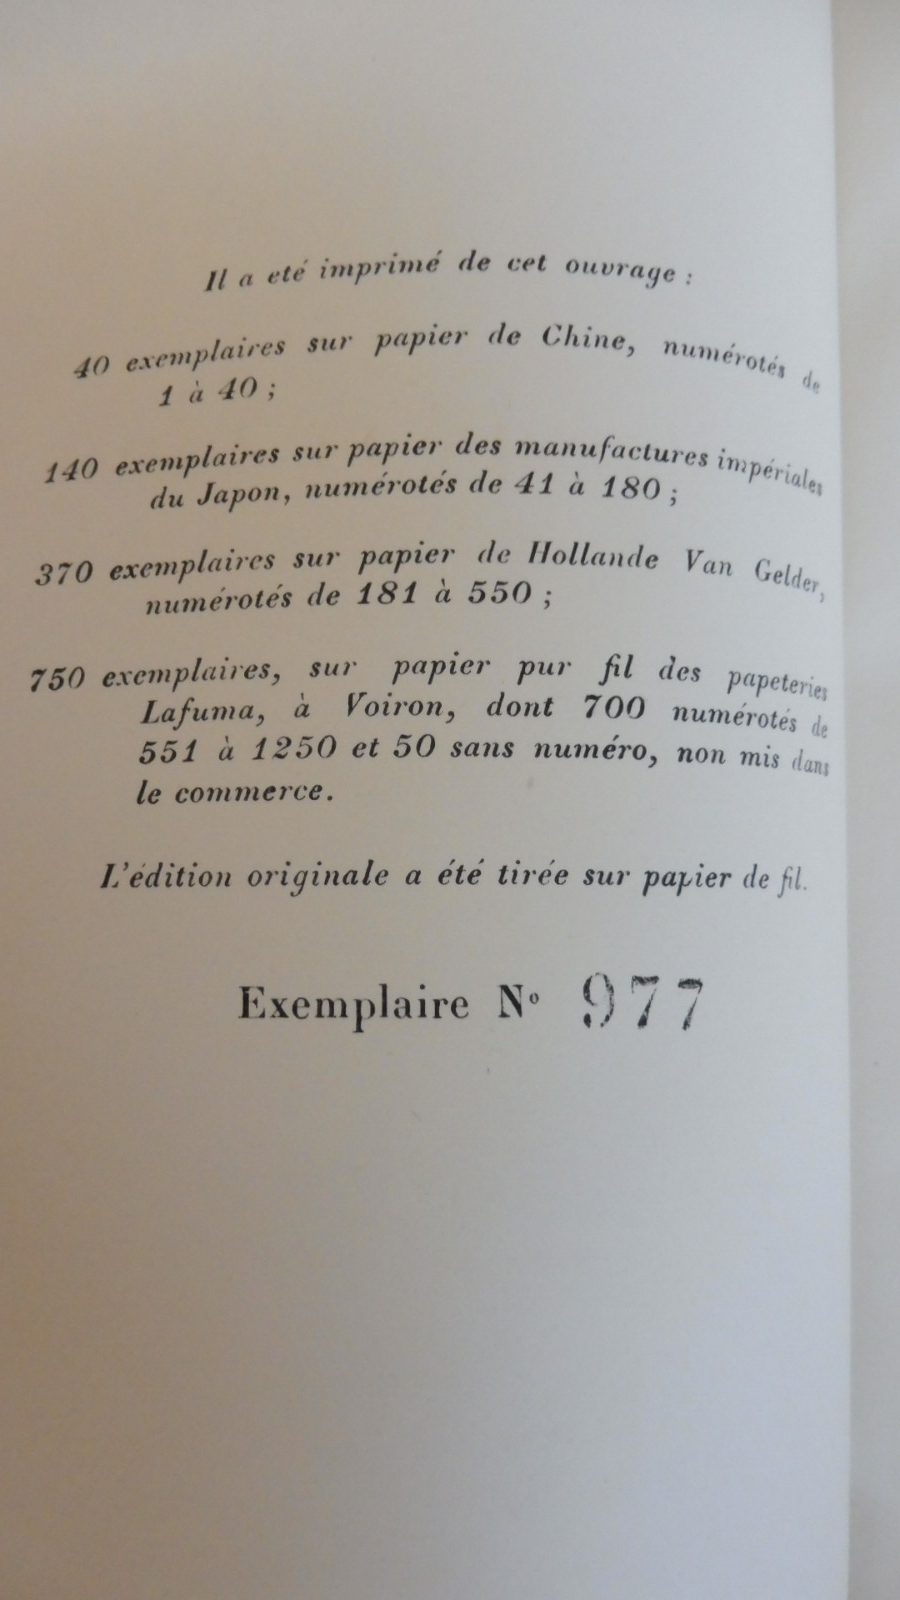 Il a eté imprimé de cet ouvrage :
40 exemplaires sur papier de Chine, numérotés de
1 à 40 ;
140 exemplaires sur papier des manufactures impériales
du Japon, numérotés de 41 à 180 ;
370 exemplaires sur papier de Hollande Van Gelder,
numérotés de 181 à 550 ;
750 exemplaires, sur papier pur fil des papeteries
Lafuma, à Voiron, dont 700 numérotés de
551 à 1250 et 50 sans numéro, non mis dans
le commerce.
L'édition originale a été tirée sur papier de fil.
Exemplaire Nº 977